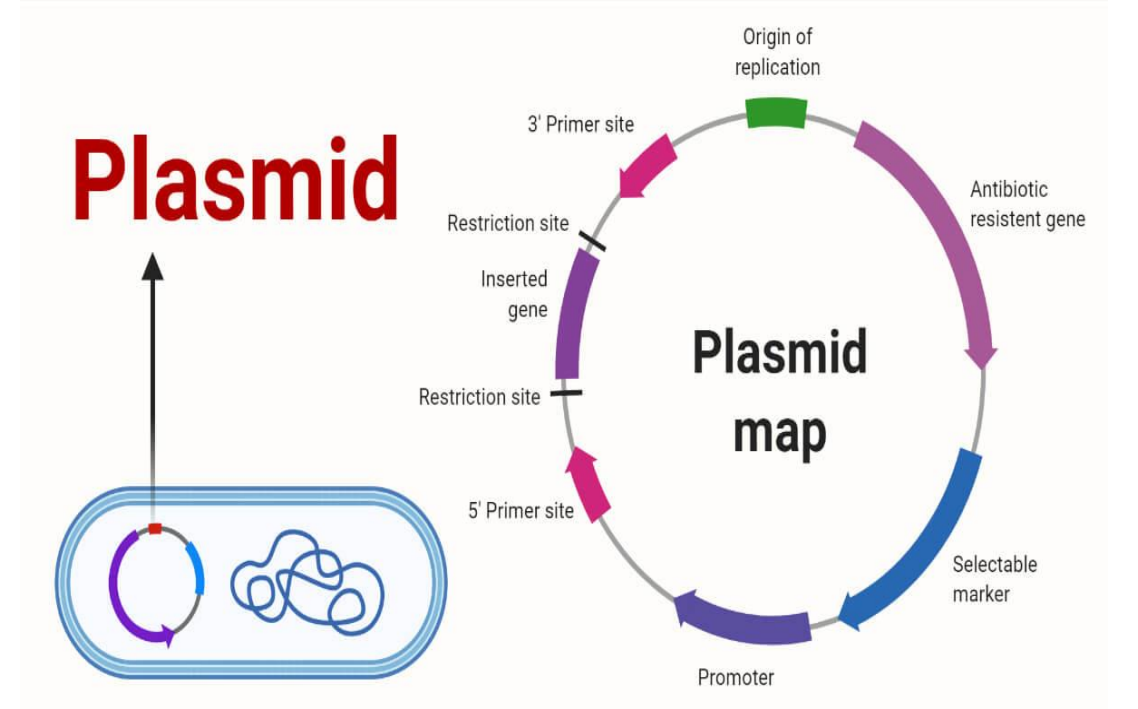 Plasmid
Origin of
replication
3' Primer site
Antibiotic
resistent gene
Restriction site
Inserted
gene
Plasmid
map
Restriction site
5' Primer site
Selectable
marker
Promoter